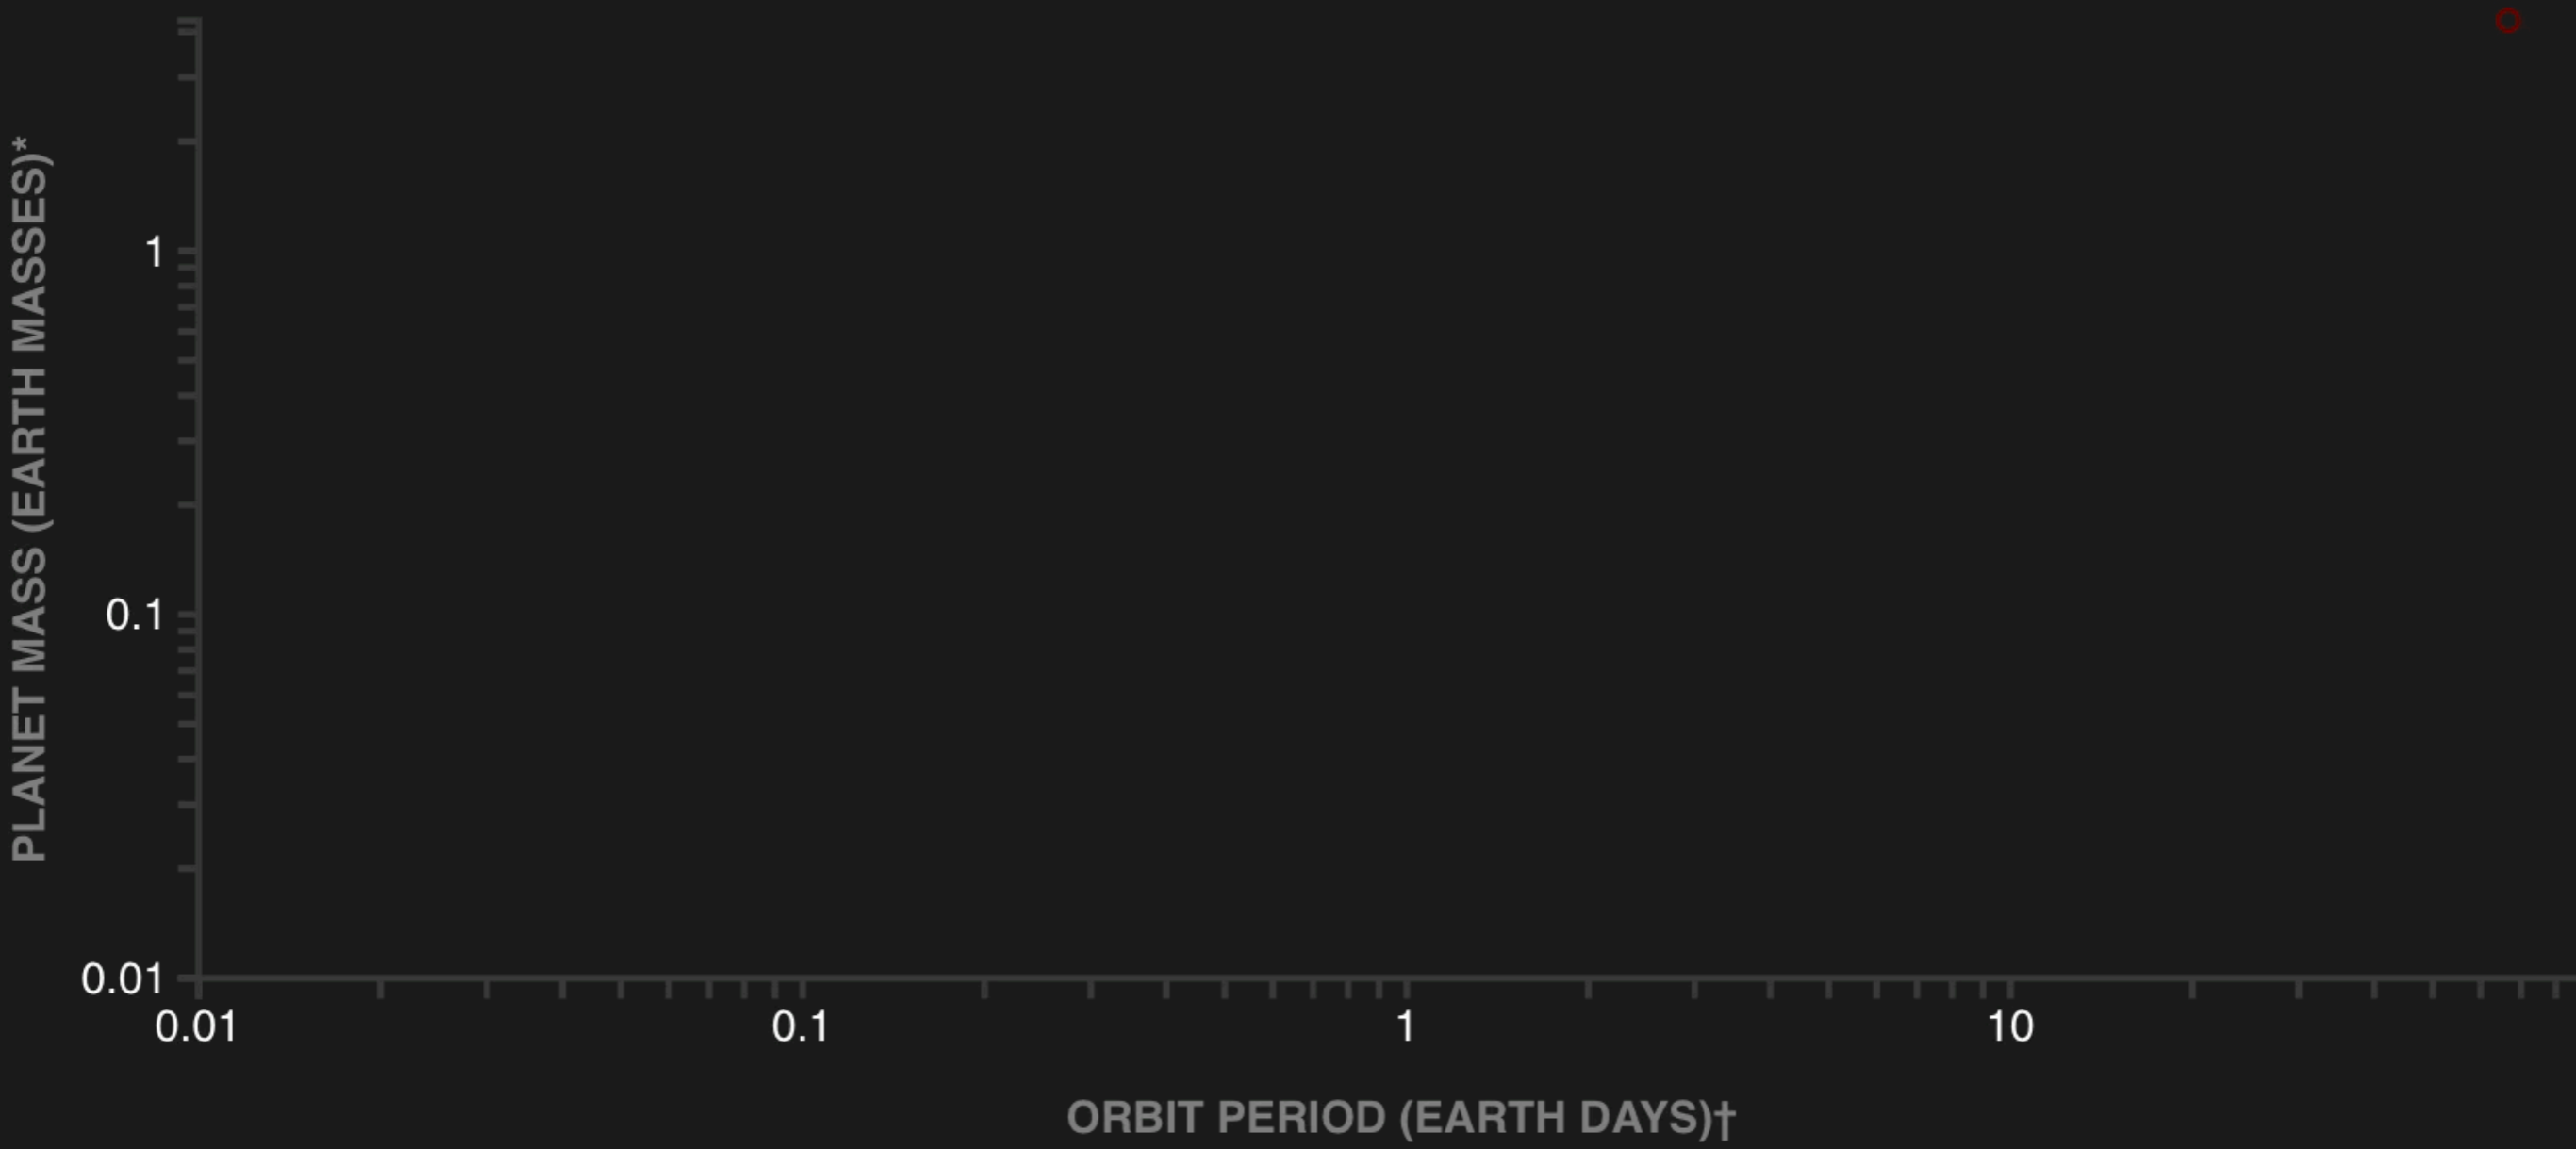 PLANET MASS (EARTH MASSES)*
1
0.1
0.01
0.01 0.1 1 10
ORBIT PERIOD (EARTH DAYS)†